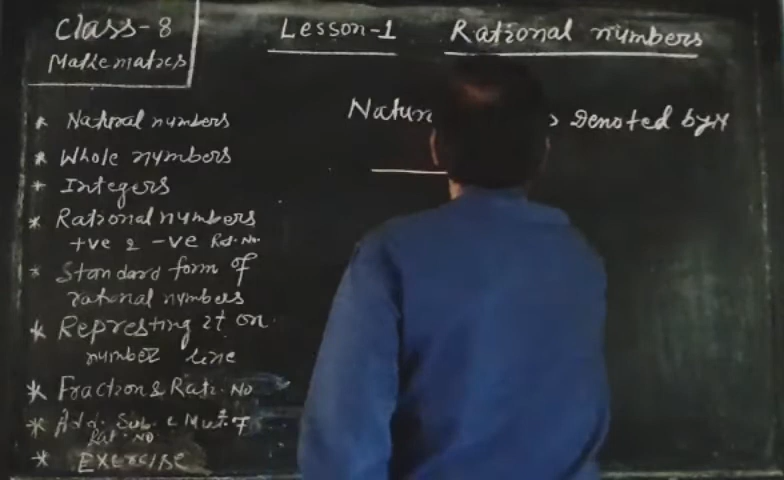 Class-8
Mathematics
Lesson-1 Rational numbers
* Natural numbers
* Whole numbers
* Integers
* Rational numbers
+ve & -ve Rat. No.
* Standard form of
rational numbers
* Represting it on
number line
* Fraction & Rati. No
* Add. Sub. & Mult. of
Rat. No.
* EXERCISE
Natur
Denoted by N